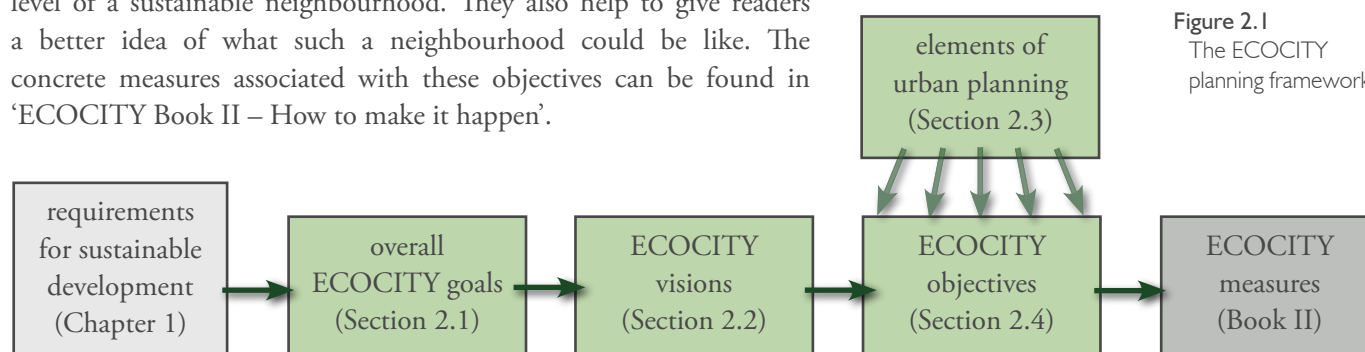 level of a sustainable neighbourhood. They also help to give readers
a better idea of what such a neighbourhood could be like. The
concrete measures associated with these objectives can be found in
‘ECOCITY Book II – How to make it happen’.
Figure 2.1
The ECOCITY
planning framework
elements of
urban planning
(Section 2.3)
requirements
for sustainable
development
(Chapter 1)
overall
ECOCITY goals
(Section 2.1)
ECOCITY
visions
(Section 2.2)
ECOCITY
objectives
(Section 2.4)
ECOCITY
measures
(Book II)